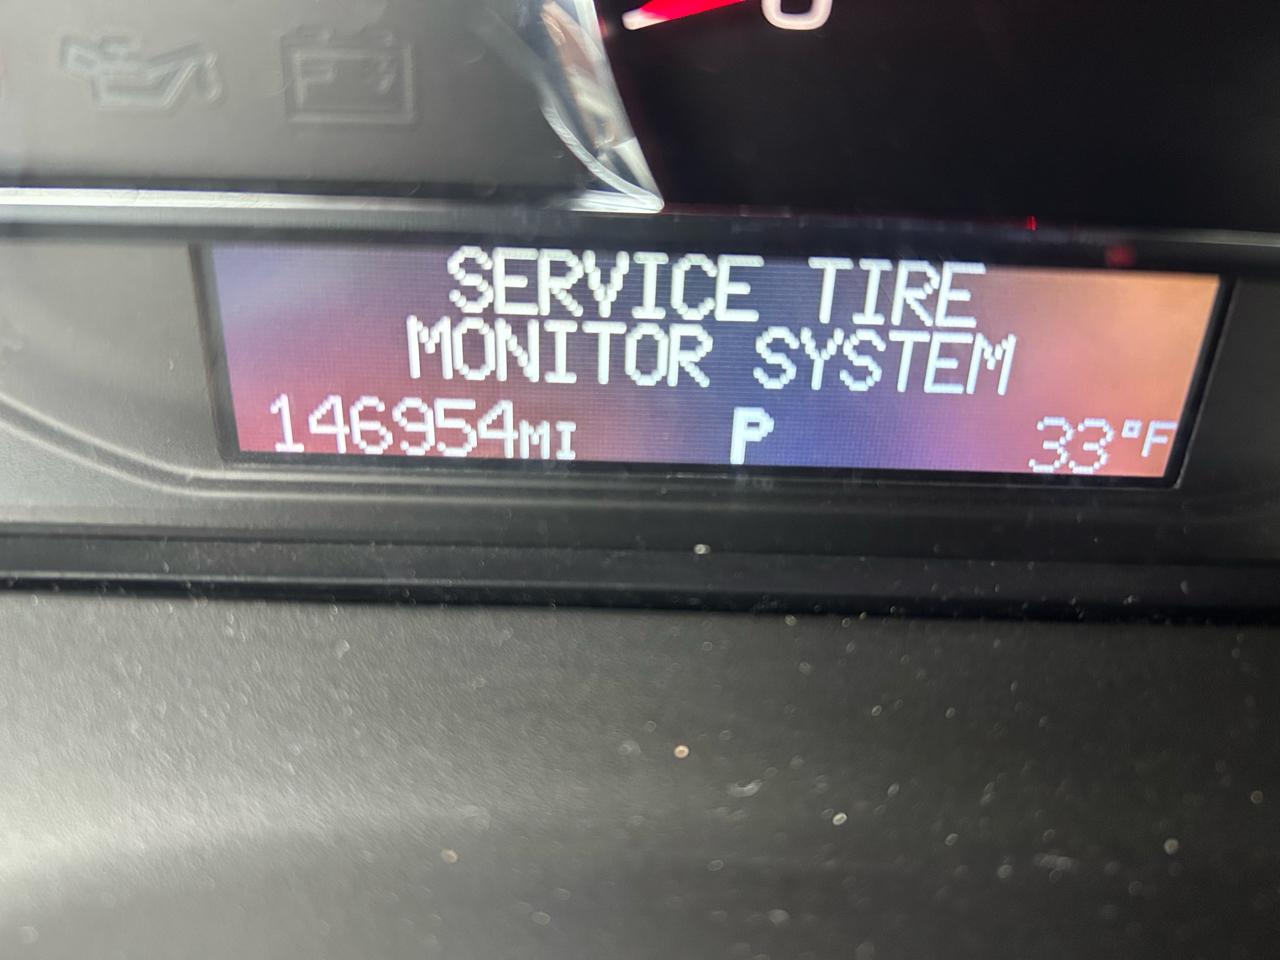 SERVICE TIRE
MONITOR SYSTEM
146954MI P 33°F